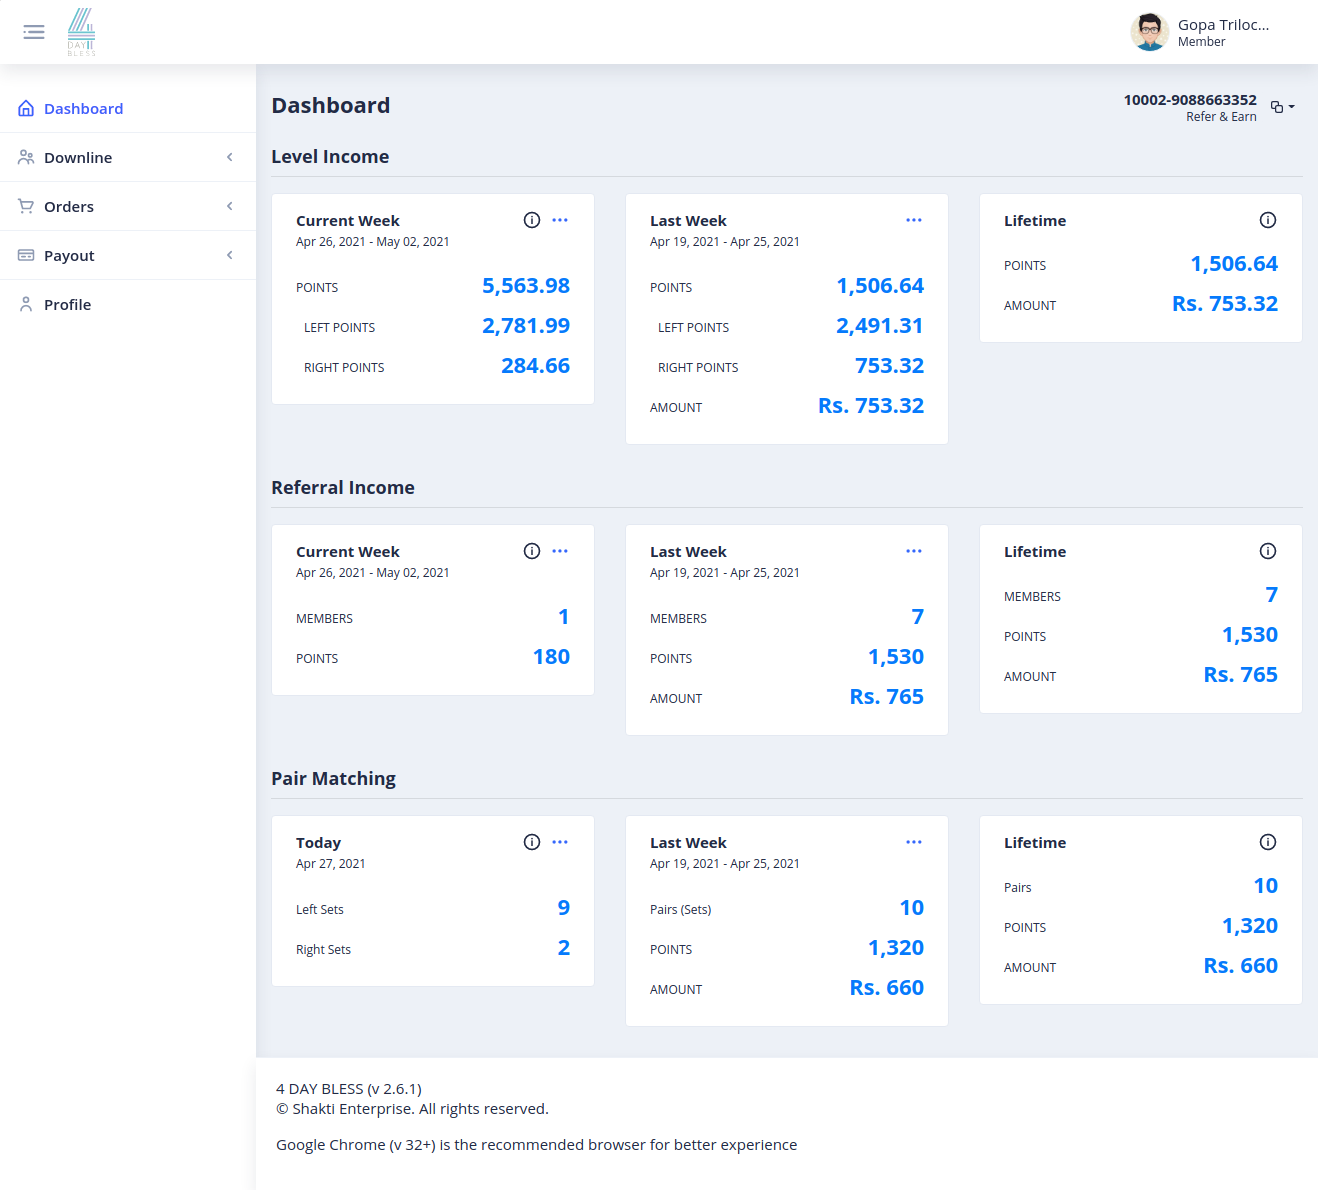 DAY
BLESS
Gopa Triloc...
Member
Dashboard
Downline
Orders
Payout
Profile
Dashboard
10002-9088663352
Refer & Earn
Level Income
Current Week
Apr 26, 2021 - May 02, 2021
POINTS 5,563.98
LEFT POINTS 2,781.99
RIGHT POINTS 284.66
Last Week
Apr 19, 2021 - Apr 25, 2021
POINTS 1,506.64
LEFT POINTS 2,491.31
RIGHT POINTS 753.32
AMOUNT Rs. 753.32
Lifetime
POINTS 1,506.64
AMOUNT Rs. 753.32
Referral Income
Current Week
Apr 26, 2021 - May 02, 2021
MEMBERS 1
POINTS 180
Last Week
Apr 19, 2021 - Apr 25, 2021
MEMBERS 7
POINTS 1,530
AMOUNT Rs. 765
Lifetime
MEMBERS 7
POINTS 1,530
AMOUNT Rs. 765
Pair Matching
Today
Apr 27, 2021
Left Sets 9
Right Sets 2
Last Week
Apr 19, 2021 - Apr 25, 2021
Pairs (Sets) 10
POINTS 1,320
AMOUNT Rs. 660
Lifetime
Pairs 10
POINTS 1,320
AMOUNT Rs. 660
4 DAY BLESS (v 2.6.1)
© Shakti Enterprise. All rights reserved.
Google Chrome (v 32+) is the recommended browser for better experience